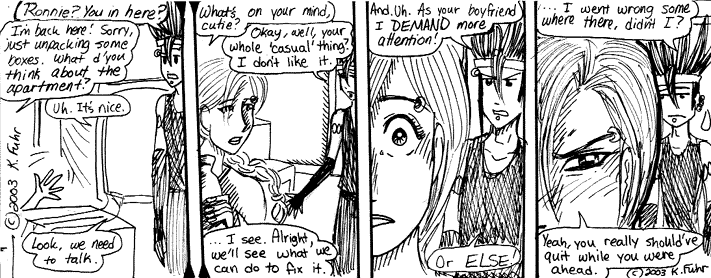 Ronnie? You in here?
I'm back here! Sorry,
just unpacking some
boxes. What d'you
think about the
apartment?
Uh. It's nice.
Look, we need
to talk.
©2003 K. Fuhr
What's on your mind,
cutie?
Okay, well, your
whole 'casual' thing?
I don't like it.
... I see. Alright,
we'll see what we
can do to fix it.
And. Uh. As your boyfriend
I DEMAND more
attention!
Or ELSE!
... I went wrong some
where there, didn't I?
Yeah, you really should've
quit while you were
ahead.
©2003 K. Fuhr